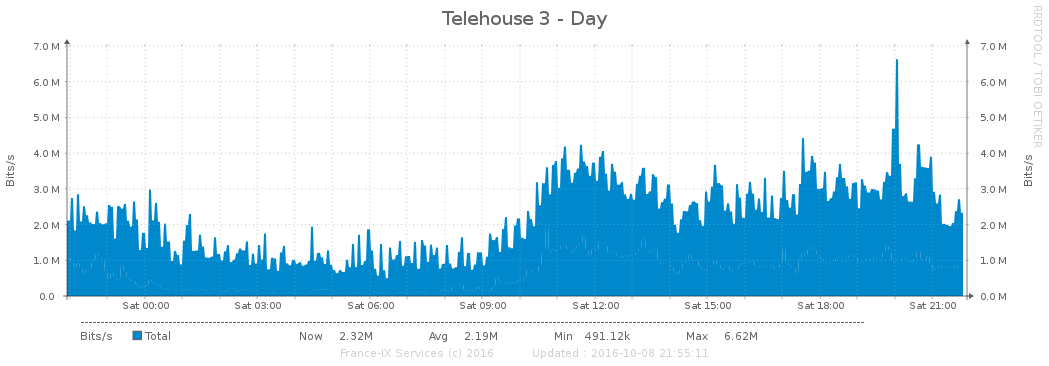 Telehouse 3 - Day
RRDTOOL / TOBI OETIKER
Bits/s
7.0 M 7.0 M
6.0 M 6.0 M
5.0 M 5.0 M
4.0 M 4.0 M
3.0 M 3.0 M
2.0 M 2.0 M
1.0 M 1.0 M
0.0 0.0 M
Bits/s
Sat 00:00 Sat 03:00 Sat 06:00 Sat 09:00 Sat 12:00 Sat 15:00 Sat 18:00 Sat 21:00
Bits/s Total Now 2.32M Avg 2.19M Min 491.12k Max 6.62M
France-IX Services (c) 2016 Updated : 2016-10-08 21:55:11